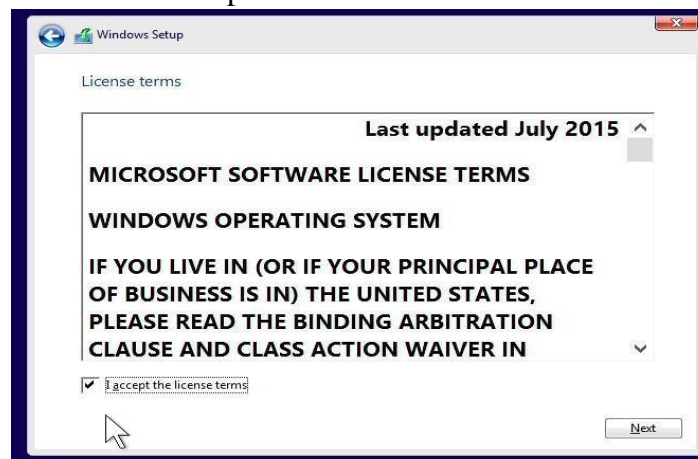 Windows Setup
License terms
Last updated July 2015
MICROSOFT SOFTWARE LICENSE TERMS
WINDOWS OPERATING SYSTEM
IF YOU LIVE IN (OR IF YOUR PRINCIPAL PLACE
OF BUSINESS IS IN) THE UNITED STATES,
PLEASE READ THE BINDING ARBITRATION
CLAUSE AND CLASS ACTION WAIVER IN
I accept the license terms
Next